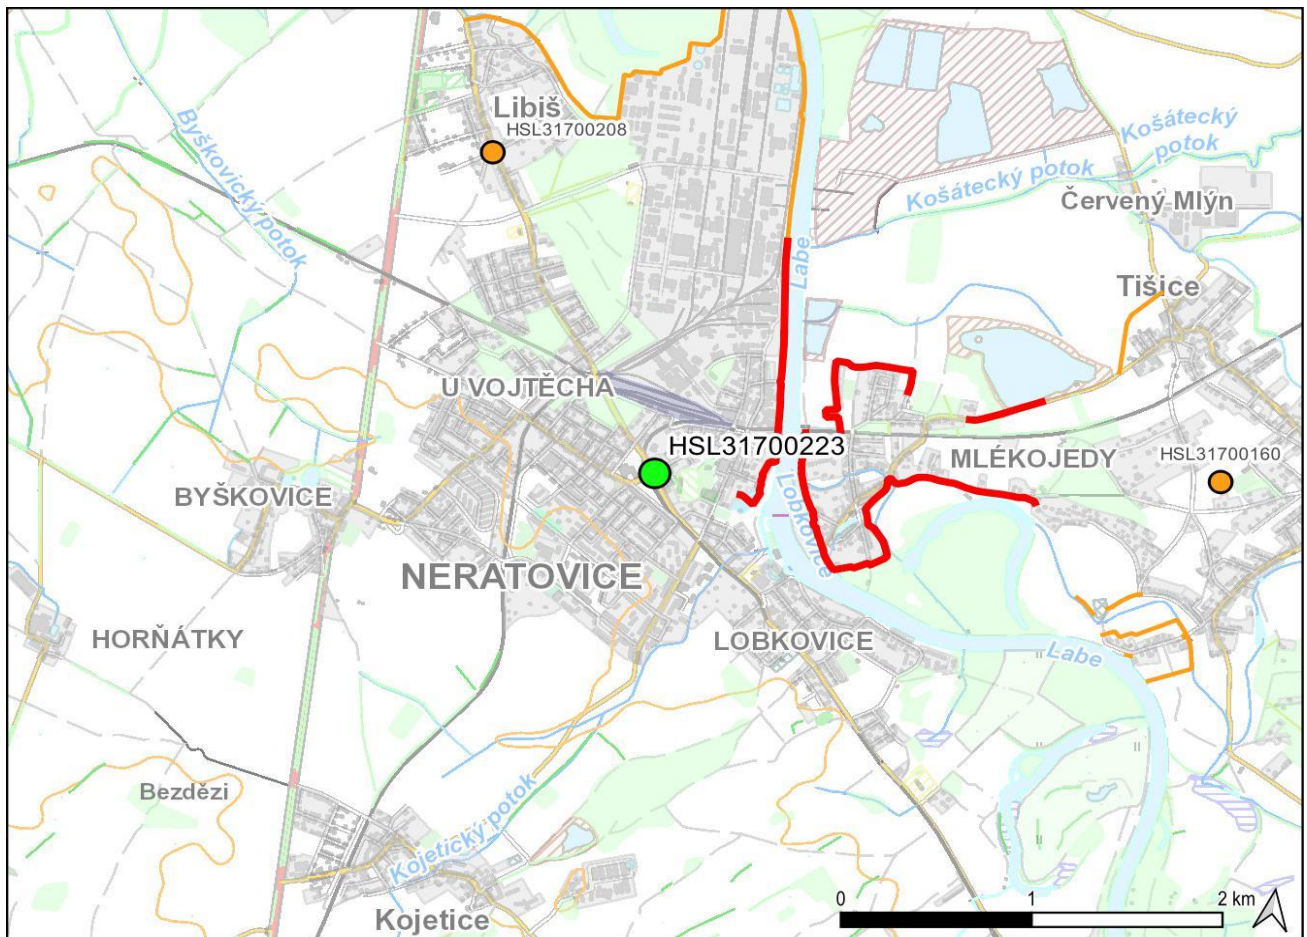 Libiš
HSL31700208
Byškovický potok
Košátecký
potok
Košátecký potok
Červený Mlýn
Labe
Tišice
U VOJTĚCHA
HSL31700223
MLÉKOJEDY
HSL31700160
BYŠKOVICE
Lobkovice
NERATOVICE
HORŇÁTKY
LOBKOVICE
Labe
Bezdězi
Kojetický potok
Kojetice
0 1 2 km